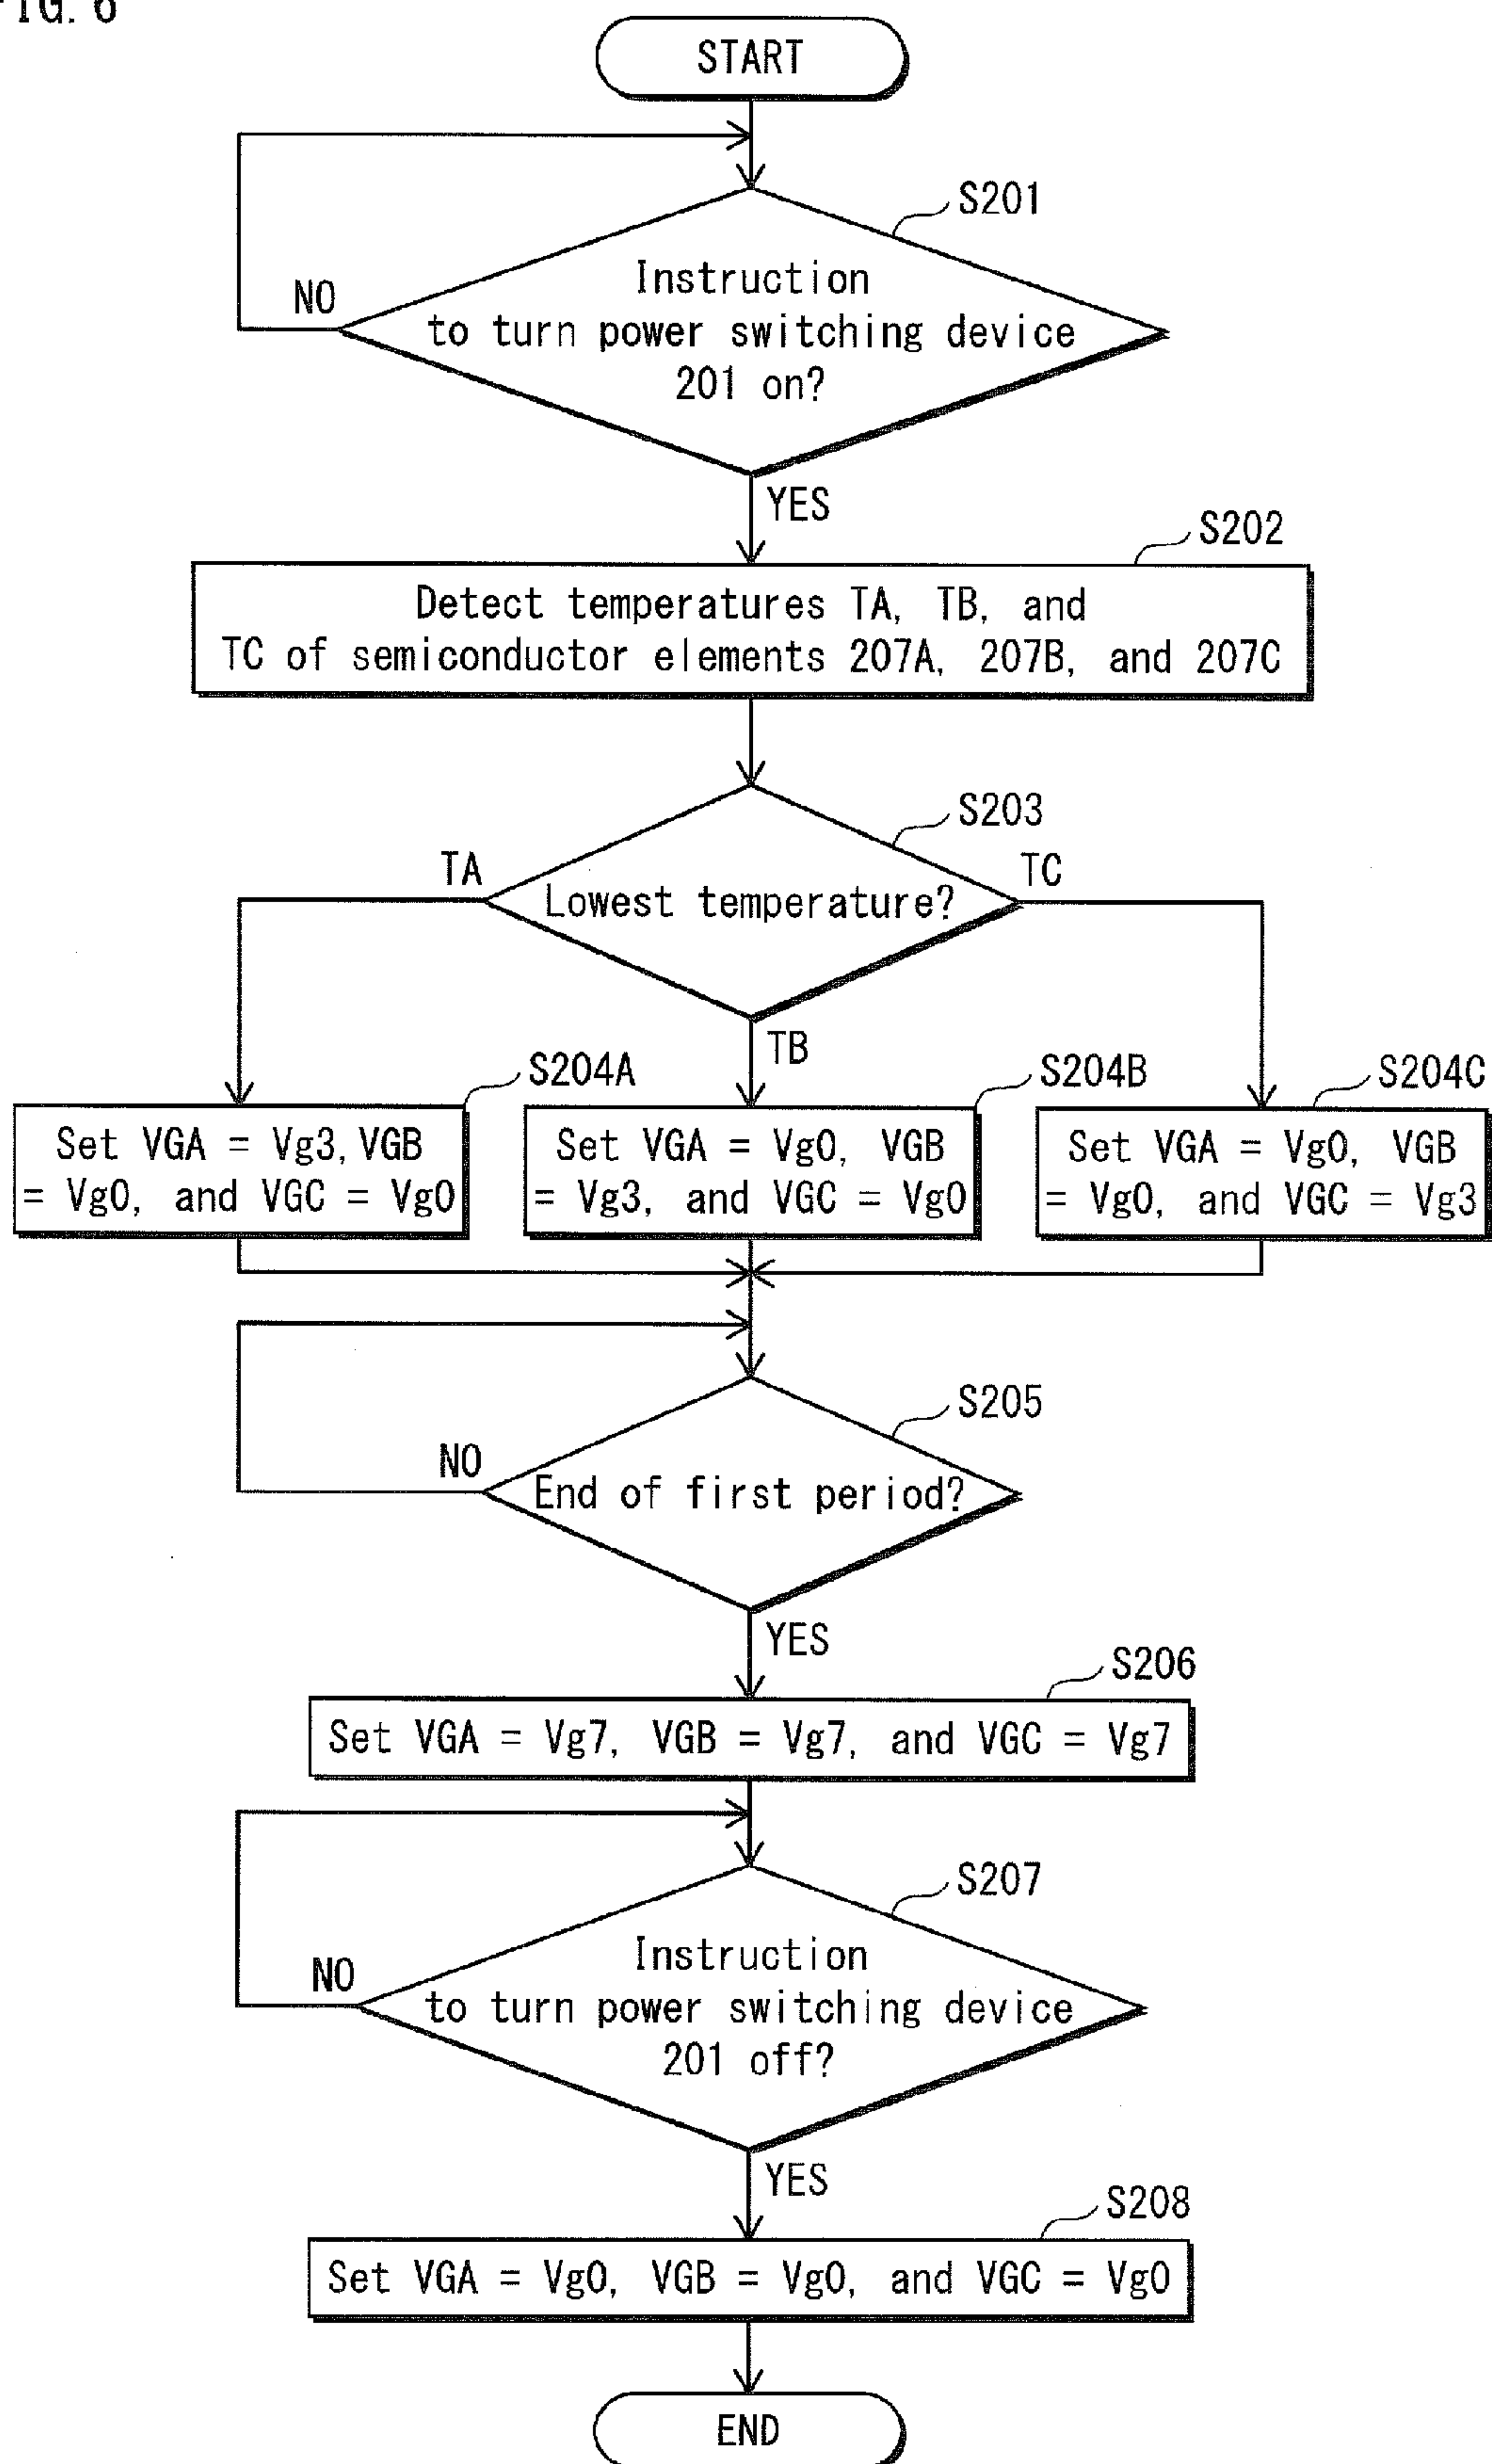 FIG. 6
START
S201
Instruction
to turn power switching device
201 on?
NO
YES
S202
Detect temperatures TA, TB, and
TC of semiconductor elements 207A, 207B, and 207C
S203
TA
Lowest temperature?
TC
TB
S204A
Set VGA = Vg3, VGB
= Vg0, and VGC = Vg0
S204B
Set VGA = Vg0, VGB
= Vg3, and VGC = Vg0
S204C
Set VGA = Vg0, VGB
= Vg0, and VGC = Vg3
S205
NO
End of first period?
YES
S206
Set VGA = Vg7, VGB = Vg7, and VGC = Vg7
S207
Instruction
to turn power switching device
201 off?
NO
YES
S208
Set VGA = Vg0, VGB = Vg0, and VGC = Vg0
END